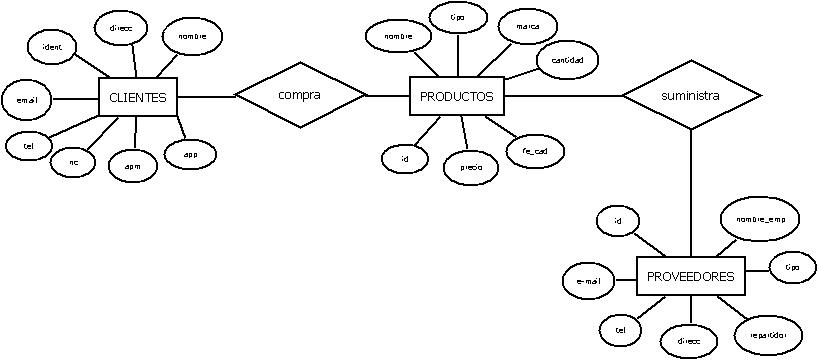 ident
direcc
nombre
email
CLIENTES
tel
nc
apm
app
compra
nombre
tipo
marca
cantidad
PRODUCTOS
id
precio
fe_cad
suministra
id
nombre_emp
e-mail
PROVEEDORES
tipo
tel
direcc
repartidor